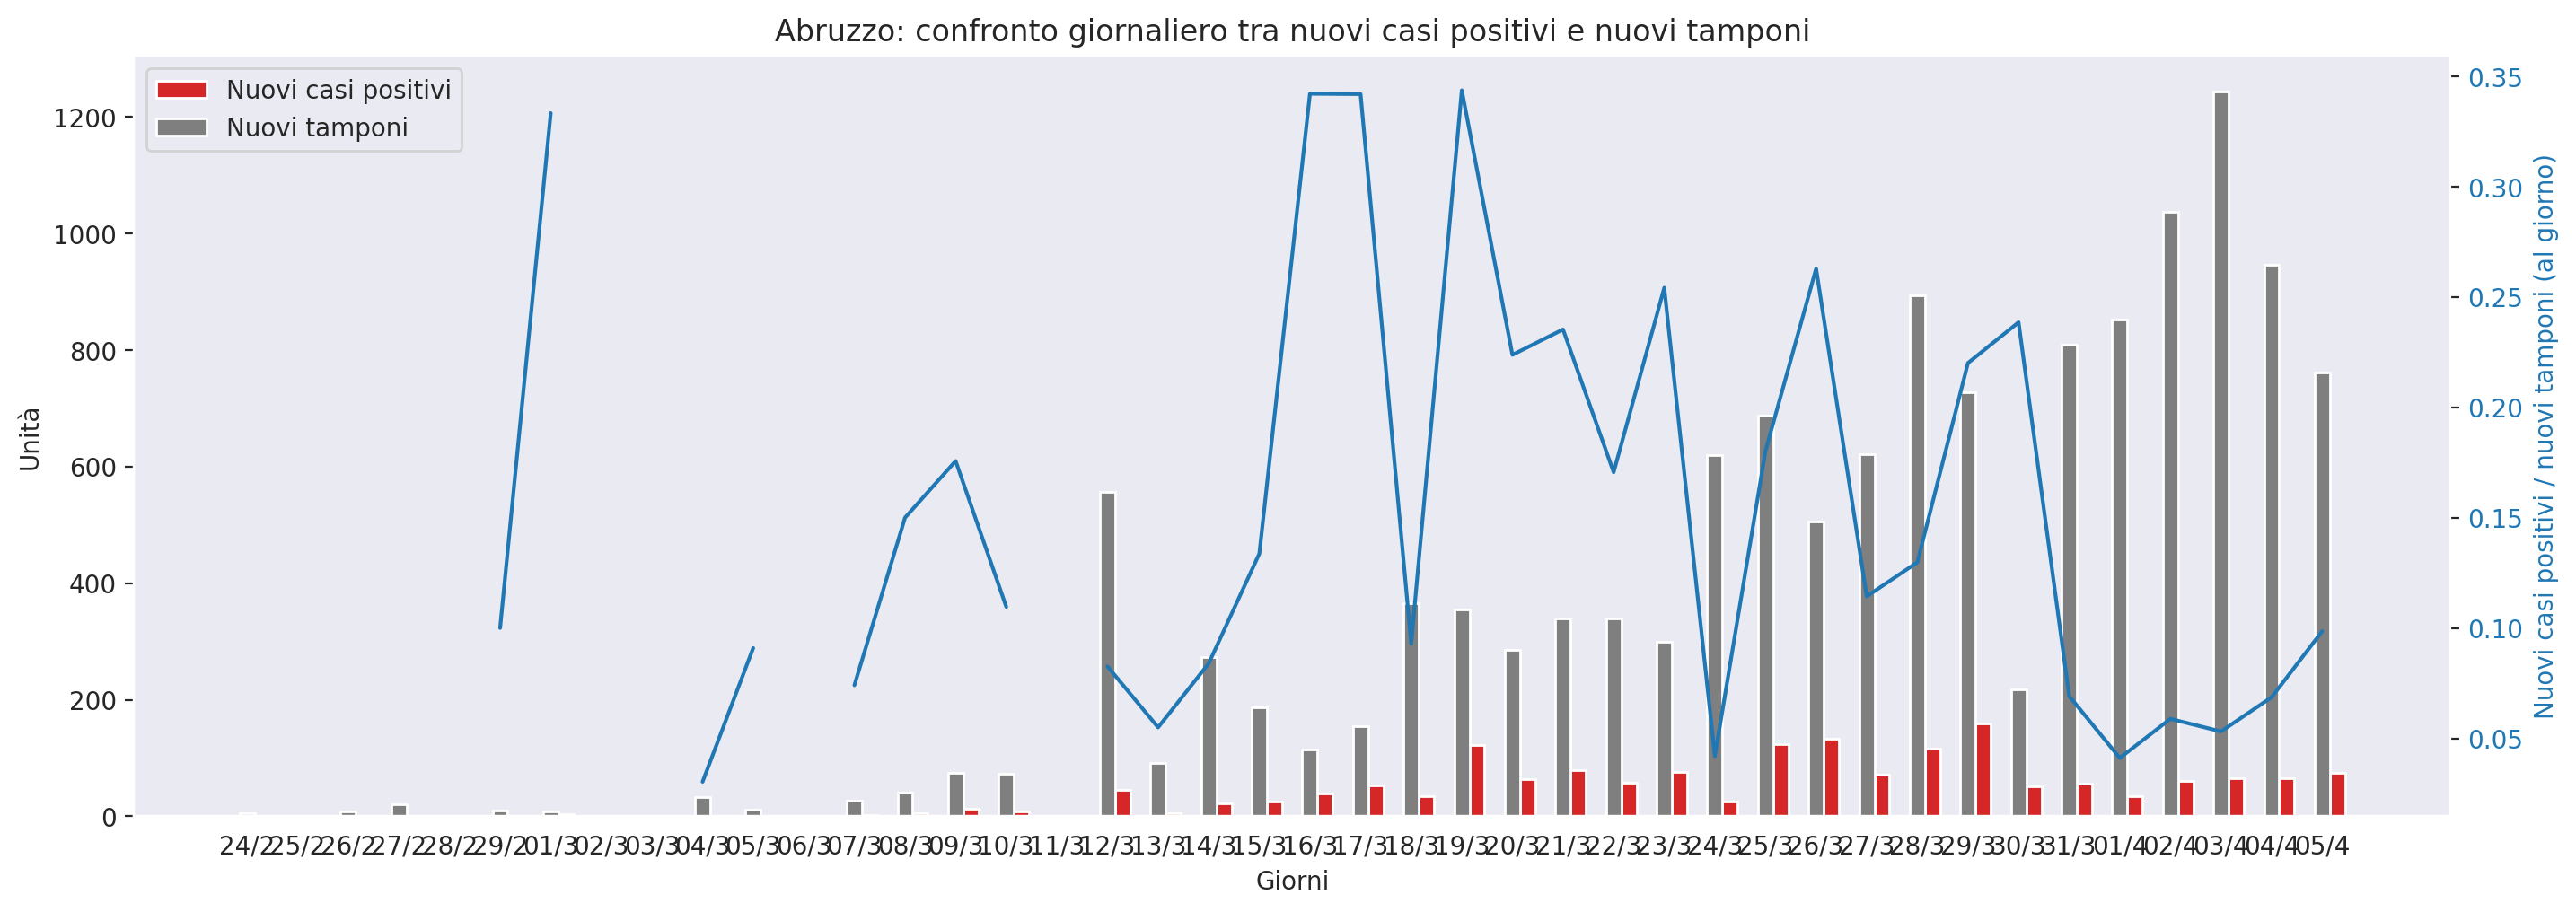 Abruzzo: confronto giornaliero tra nuovi casi positivi e nuovi tamponi
Nuovi casi positivi
Nuovi tamponi
1200
1000
800
600
400
200
0
Unità
0.35
0.30
0.25
0.20
0.15
0.10
0.05
Nuovi casi positivi / nuovi tamponi (al giorno)
24/2 25/2 26/2 27/2 28/2 29/2 01/3 02/3 03/3 04/3 05/3 06/3 07/3 08/3 09/3 10/3 11/3 12/3 13/3 14/3 15/3 16/3 17/3 18/3 19/3 20/3 21/3 22/3 23/3 24/3 25/3 26/3 27/3 28/3 29/3 30/3 31/3 01/4 02/4 03/4 04/4 05/4
Giorni